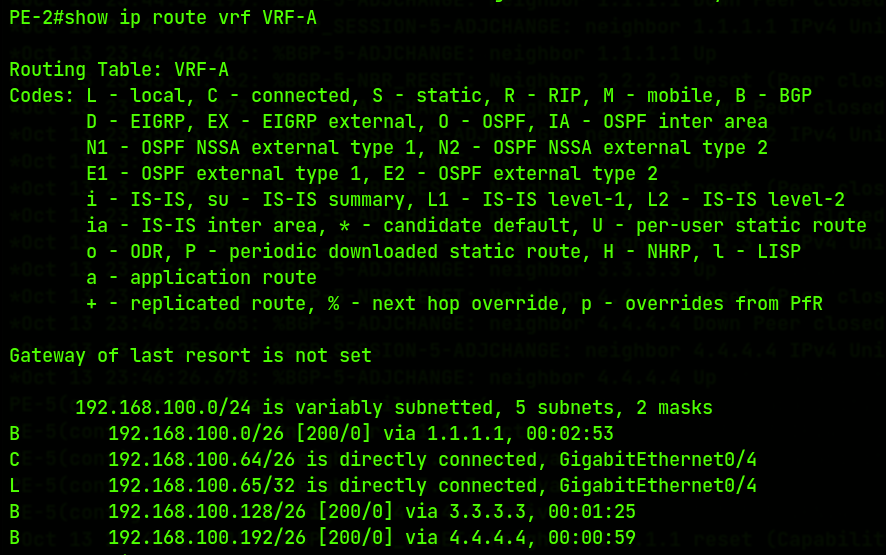 PE-2#show ip route vrf VRF-A
Routing Table: VRF-A
Codes: L - local, C - connected, S - static, R - RIP, M - mobile, B - BGP
D - EIGRP, EX - EIGRP external, O - OSPF, IA - OSPF inter area
N1 - OSPF NSSA external type 1, N2 - OSPF NSSA external type 2
E1 - OSPF external type 1, E2 - OSPF external type 2
i - IS-IS, su - IS-IS summary, L1 - IS-IS level-1, L2 - IS-IS level-2
ia - IS-IS inter area, * - candidate default, U - per-user static route
o - ODR, P - periodic downloaded static route, H - NHRP, l - LISP
a - application route
+ - replicated route, % - next hop override, p - overrides from PfR
Gateway of last resort is not set
192.168.100.0/24 is variably subnetted, 5 subnets, 2 masks
B 192.168.100.0/26 [200/0] via 1.1.1.1, 00:02:53
C 192.168.100.64/26 is directly connected, GigabitEthernet0/4
L 192.168.100.65/32 is directly connected, GigabitEthernet0/4
B 192.168.100.128/26 [200/0] via 3.3.3.3, 00:01:25
B 192.168.100.192/26 [200/0] via 4.4.4.4, 00:00:59